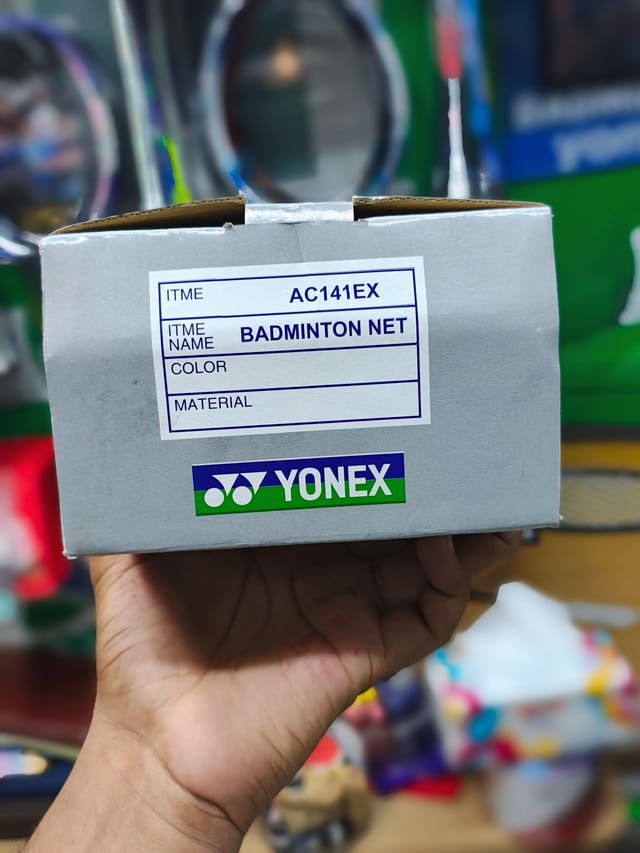 ITME AC141EX
ITME NAME BADMINTON NET
COLOR
MATERIAL
YONEX